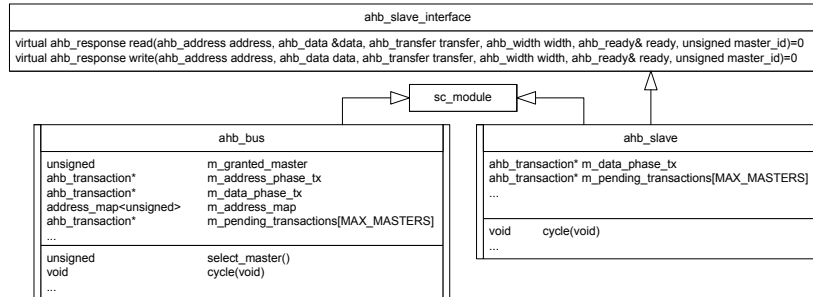 ahb_slave_interface
virtual ahb_response read(ahb_address address, ahb_data &data, ahb_transfer transfer, ahb_width width, ahb_ready& ready, unsigned master_id)=0
virtual ahb_response write(ahb_address address, ahb_data data, ahb_transfer transfer, ahb_width width, ahb_ready& ready, unsigned master_id)=0
sc_module
ahb_bus
unsigned m_granted_master
ahb_transaction* m_address_phase_tx
ahb_transaction* m_data_phase_tx
address_map<unsigned> m_address_map
ahb_transaction* m_pending_transactions[MAX_MASTERS]
...
unsigned select_master()
void cycle(void)
...
ahb_slave
ahb_transaction* m_data_phase_tx
ahb_transaction* m_pending_transactions[MAX_MASTERS]
...
void cycle(void)
...